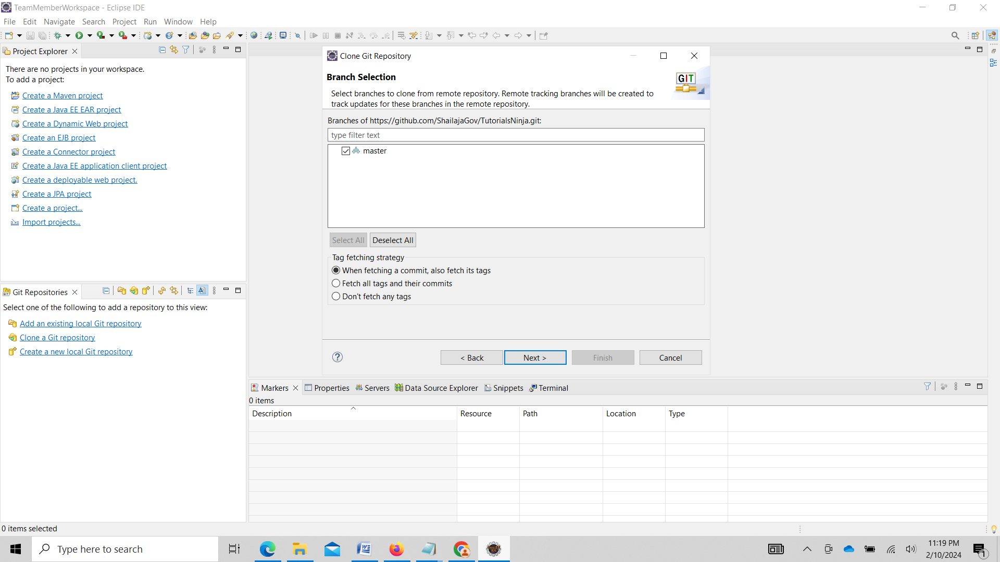 TeamMemberWorkspace - Eclipse IDE
File Edit Navigate Search Project Run Window Help
Project Explorer
There are no projects in your workspace.
To add a project:
Create a Maven project
Create a Java EE EAR project
Create a Dynamic Web project
Create an EJB project
Create a Connector project
Create a Java EE application client project
Create a deployable web project.
Create a JPA project
Create a project...
Import projects...
Git Repositories
Select one of the following to add a repository to this view:
Add an existing local Git repository
Clone a Git repository
Create a new local Git repository
Clone Git Repository
Branch Selection
GIT
Select branches to clone from remote repository. Remote tracking branches will be created to
track updates for these branches in the remote repository.
Branches of https://github.com/ShailajaGov/TutorialsNinja.git:
type filter text
master
Select All Deselect All
Tag fetching strategy
When fetching a commit, also fetch its tags
Fetch all tags and their commits
Don't fetch any tags
< Back Next > Finish Cancel
Markers Properties Servers Data Source Explorer Snippets Terminal
0 items
Description Resource Path Location Type
0 items selected
Type here to search
11:19 PM
2/10/2024
1